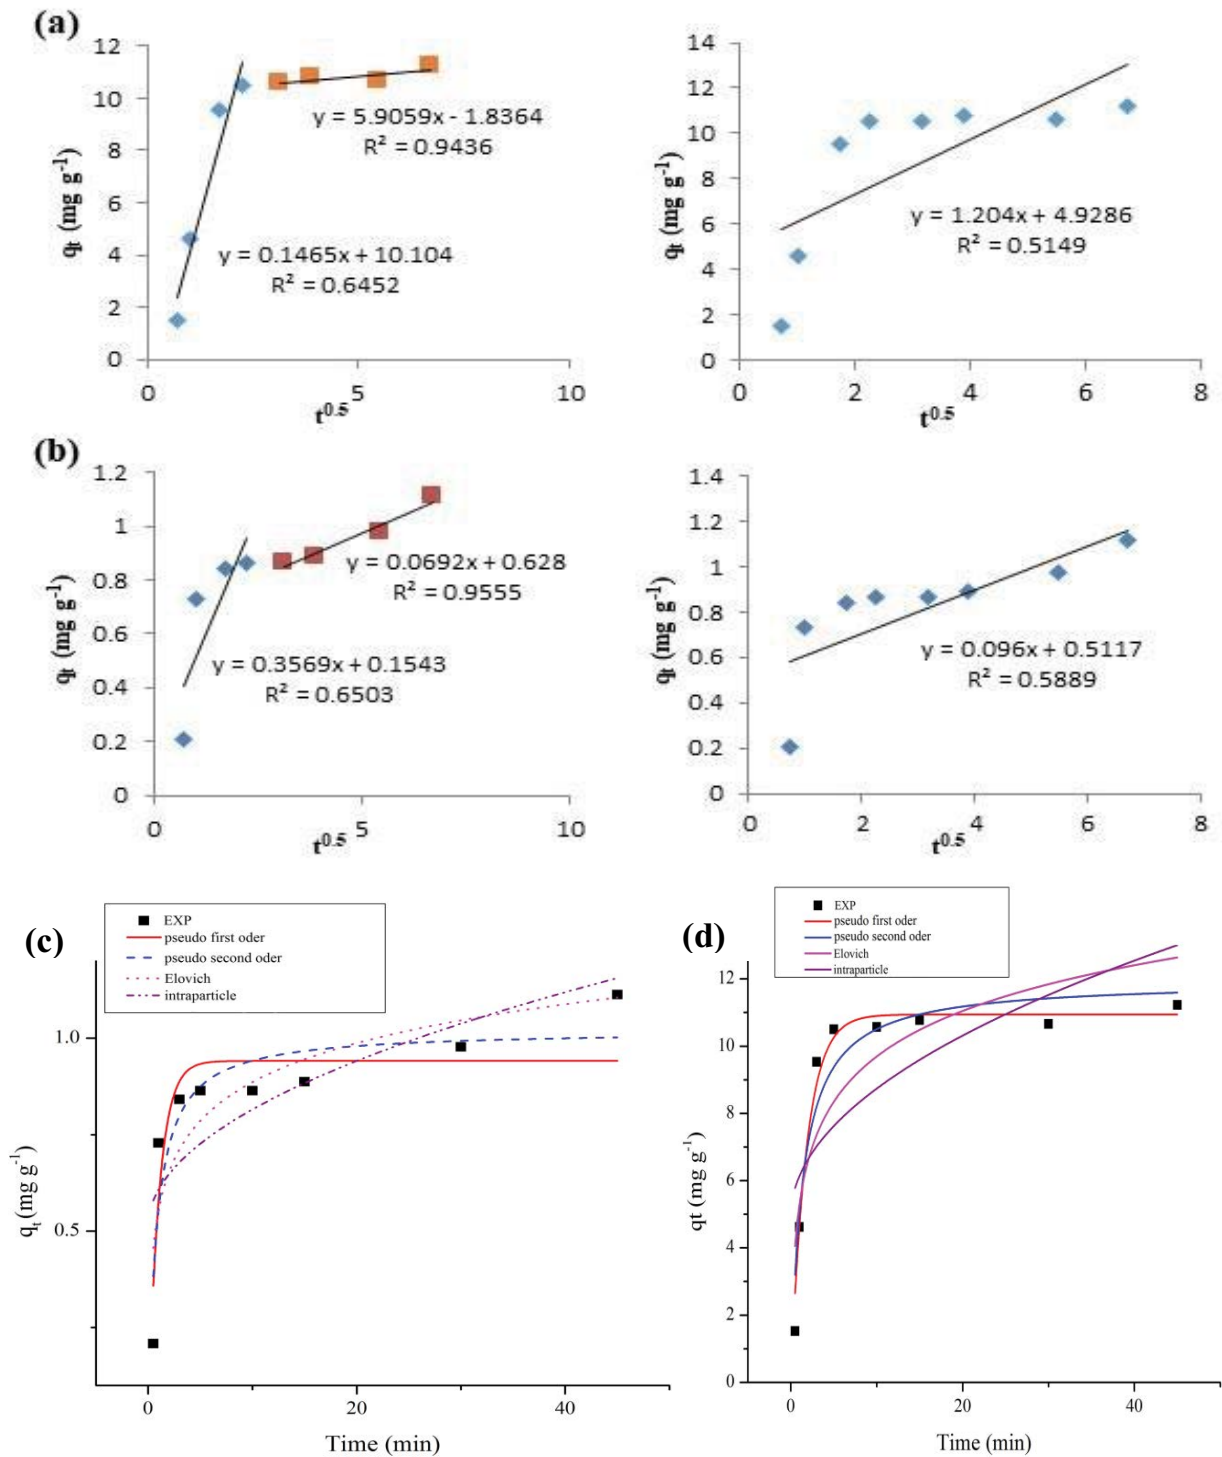 (a)
12
10
8
6
4
2
0
qt (mg g-1)
y = 5.9059x - 1.8364
R² = 0.9436
y = 0.1465x + 10.104
R² = 0.6452
0 5 10
t0.5
14
12
10
8
6
4
2
0
qt (mg g-1)
y = 1.204x + 4.9286
R² = 0.5149
0 2 4 6 8
t0.5
(b)
1.2
1
0.8
0.6
0.4
0.2
0
qt (mg g-1)
y = 0.0692x + 0.628
R² = 0.9555
y = 0.3569x + 0.1543
R² = 0.6503
0 5 10
t0.5
1.4
1.2
1
0.8
0.6
0.4
0.2
0
qt (mg g-1)
y = 0.096x + 0.5117
R² = 0.5889
0 2 4 6 8
t0.5
(c)
EXP
pseudo first oder
pseudo second oder
Elovich
intraparticle
1.0
0.5
qt (mg g-1)
0 20 40
Time (min)
(d)
EXP
pseudo first oder
pseudo second oder
Elovich
intraparticle
12
10
8
6
4
2
0
qt (mg g-1)
0 20 40
Time (min)